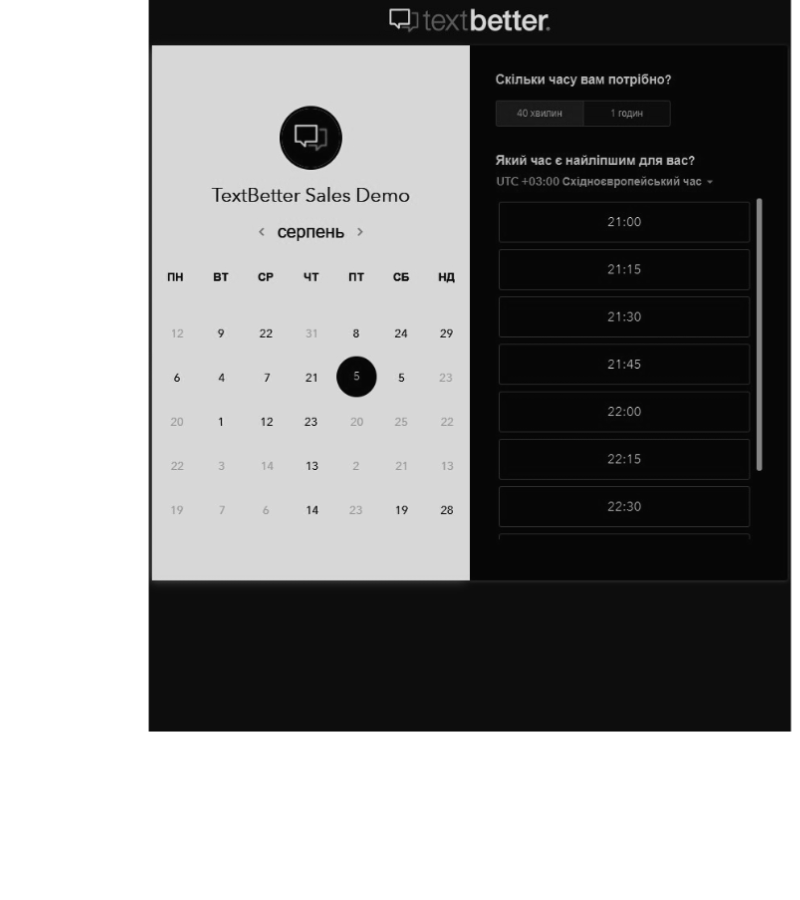 textbetter.
TextBetter Sales Demo
< серпень >
ПН ВТ СР ЧТ ПТ СБ НД
12 9 22 31 8 24 29
6 4 7 21 5 5 23
20 1 12 23 20 25 22
22 3 14 13 2 21 13
19 7 6 14 23 19 28
Скільки часу вам потрібно?
40 хвилин 1 годин
Який час є найліпшим для вас?
UTC +03:00 Східноєвропейський час
21:00
21:15
21:30
21:45
22:00
22:15
22:30